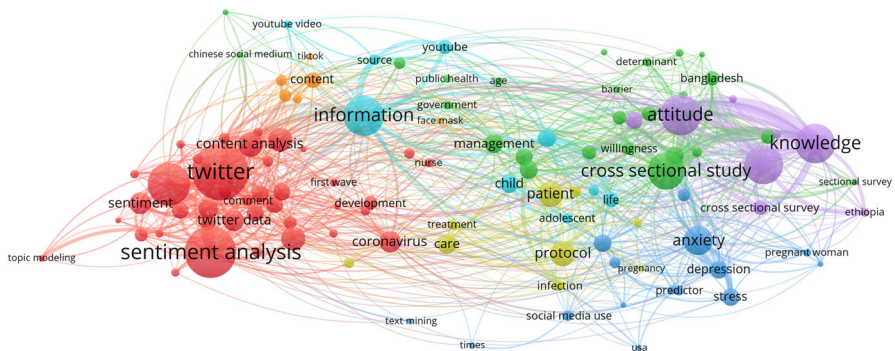 youtube video
youtube
chinese social medium
source
tiktok
content
public health
age
determinant
bangladesh
barrier
information
government
face mask
attitude
content analysis
management
willingness
knowledge
twitter
nurse
cross sectional study
first wave
child
patient
life
sectional survey
sentiment
comment
development
cross sectional survey
ethiopia
twitter data
treatment
adolescent
sentiment analysis
coronavirus
care
protocol
anxiety
pregnant woman
topic modeling
pregnancy
depression
infection
predictor
stress
text mining
social media use
times
usa